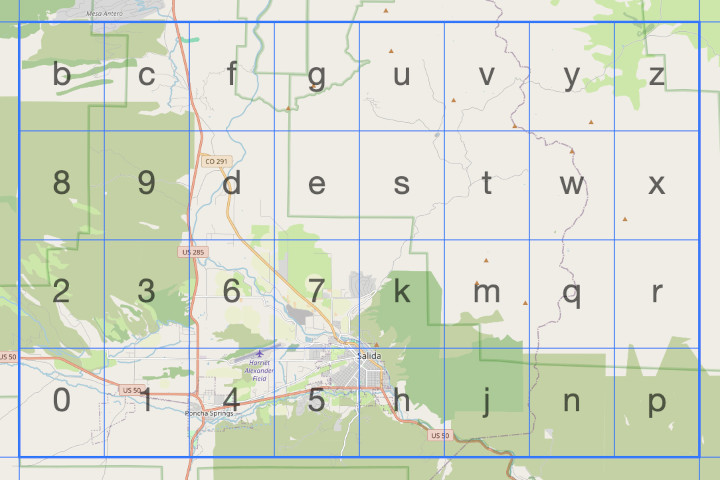 Mesa Antero
b c f g u v y z
CO 291
8 9 d e s t w x
US 285
2 3 6 7 k m q r
US 50
Salida
Harriet
Alexander
Field
US 50
0 1 4 5 h j n p
Poncha Springs
US 50